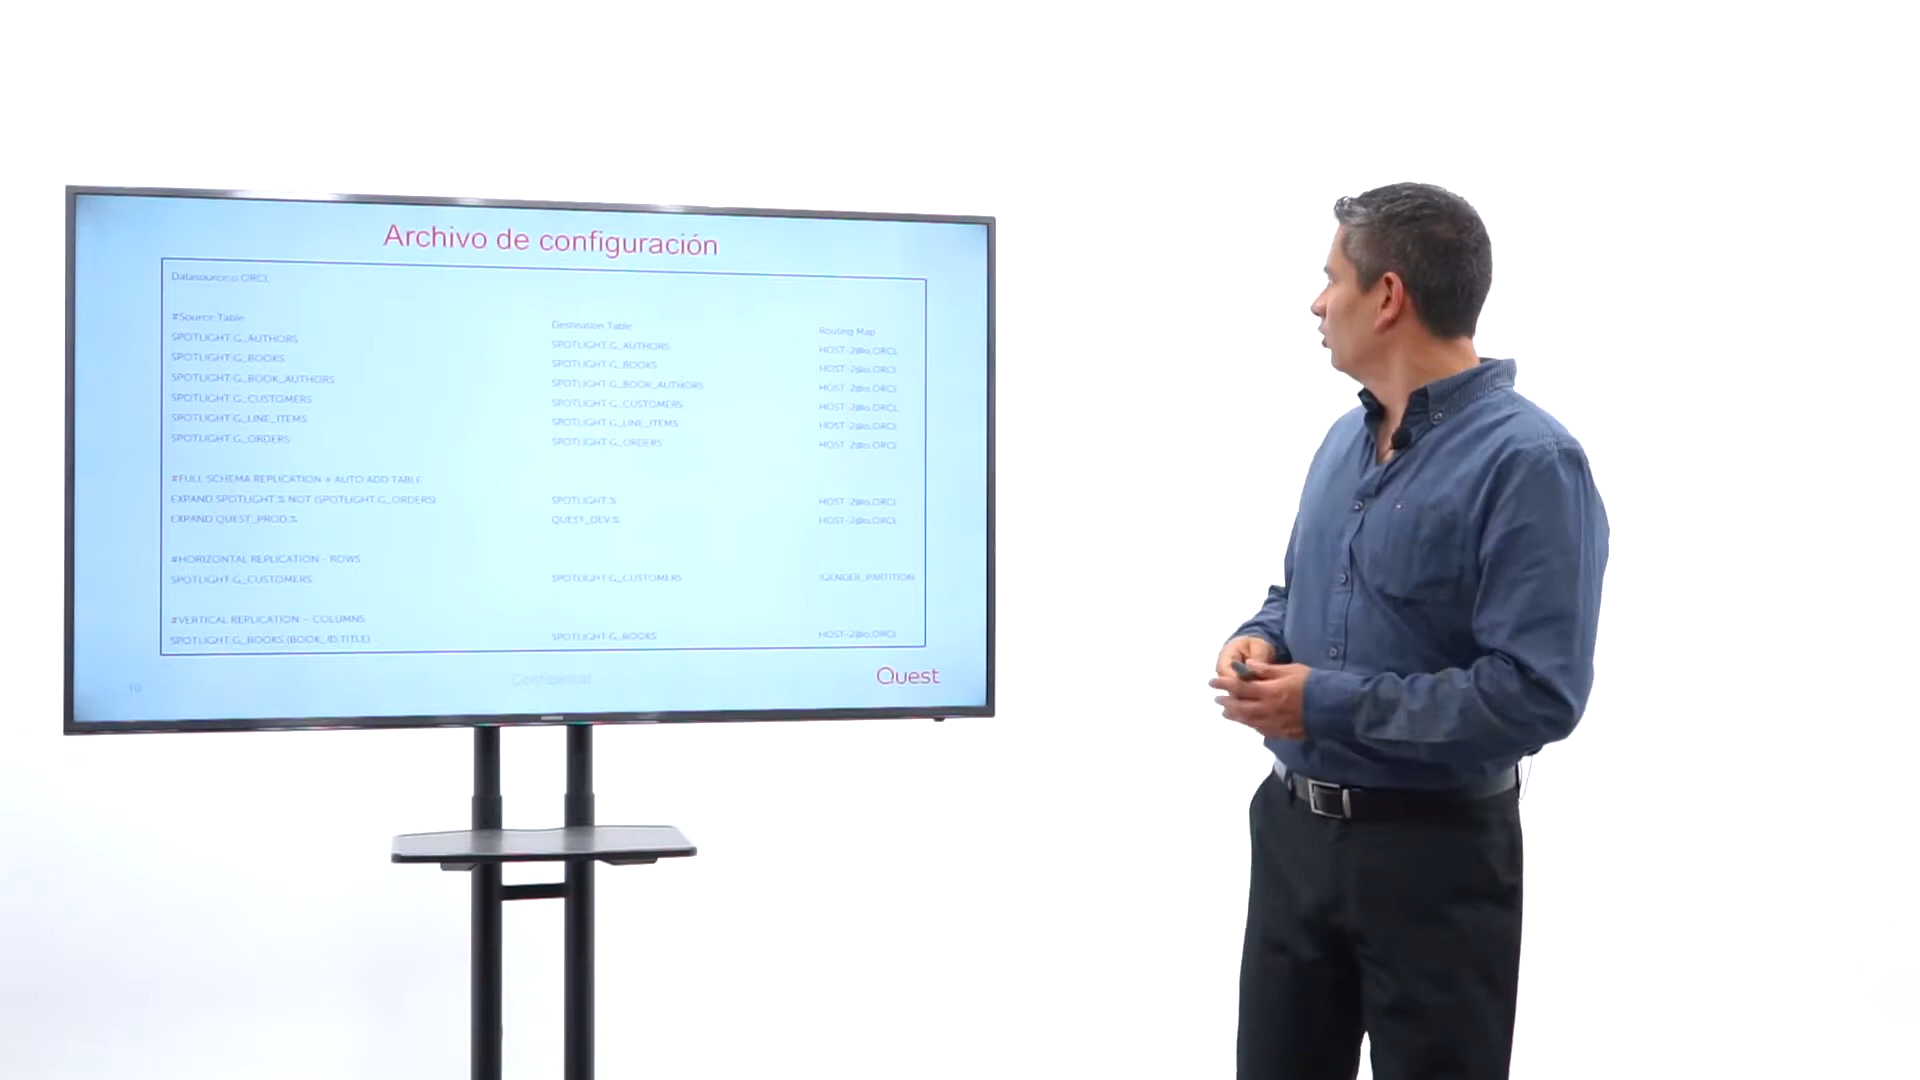 Archivo de configuración
Datasource:o.ORCL
#Source Table Destination Table Routing Map
SPOTLIGHT.G_AUTHORS SPOTLIGHT.G_AUTHORS HOST-2@o.ORCL
SPOTLIGHT.G_BOOKS SPOTLIGHT.G_BOOKS HOST-2@o.ORCL
SPOTLIGHT.G_BOOK_AUTHORS SPOTLIGHT.G_BOOK_AUTHORS HOST-2@o.ORCL
SPOTLIGHT.G_CUSTOMERS SPOTLIGHT.G_CUSTOMERS HOST-2@o.ORCL
SPOTLIGHT.G_LINE_ITEMS SPOTLIGHT.G_LINE_ITEMS HOST-2@o.ORCL
SPOTLIGHT.G_ORDERS SPOTLIGHT.G_ORDERS HOST-2@o.ORCL
#FULL SCHEMA REPLICATION + AUTO ADD TABLE
EXPAND SPOTLIGHT.% NOT (SPOTLIGHT.G_ORDERS) SPOTLIGHT.% HOST-2@o.ORCL
EXPAND QUEST_PROD.% QUEST_DEV.% HOST-2@o.ORCL
#HORIZONTAL REPLICATION - ROWS
SPOTLIGHT.G_CUSTOMERS SPOTLIGHT.G_CUSTOMERS !GENDER_PARTITION
#VERTICAL REPLICATION – COLUMNS
SPOTLIGHT.G_BOOKS (BOOK_ID,TITLE) SPOTLIGHT.G_BOOKS HOST-2@o.ORCL
10 Confidential Quest